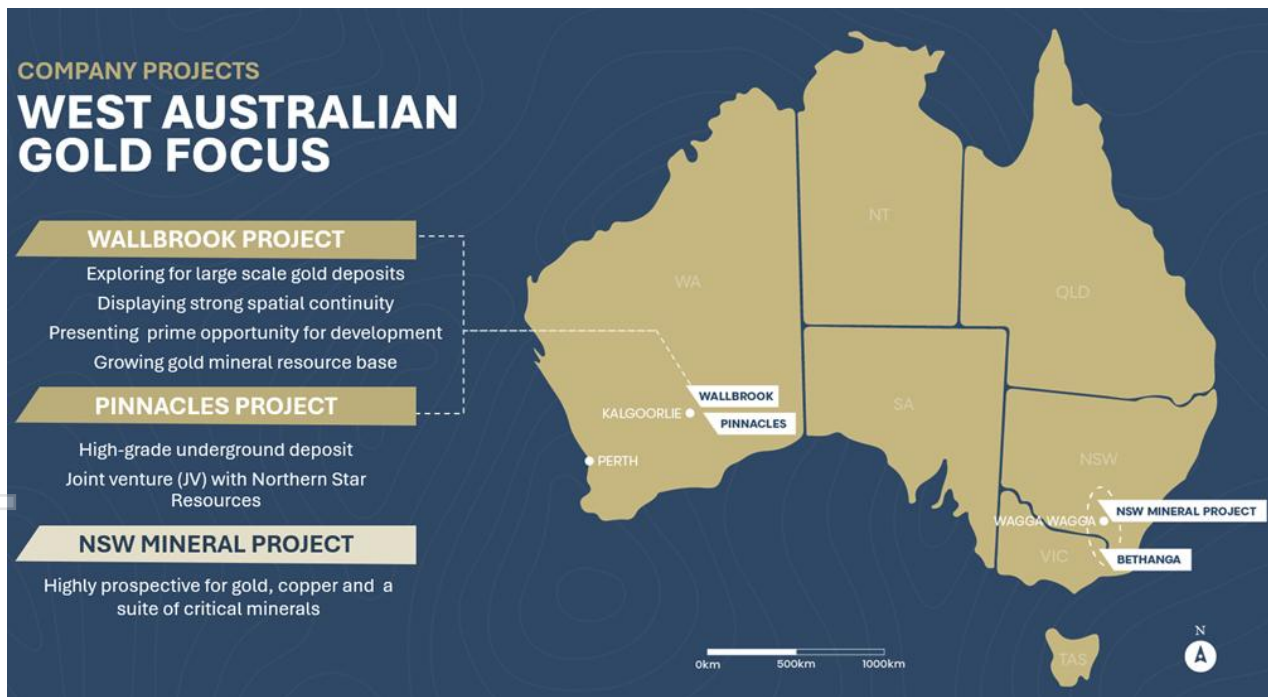 COMPANY PROJECTS
WEST AUSTRALIAN
GOLD FOCUS
WALLBROOK PROJECT
Exploring for large scale gold deposits
Displaying strong spatial continuity
Presenting prime opportunity for development
Growing gold mineral resource base
PINNACLES PROJECT
High-grade underground deposit
Joint venture (JV) with Northern Star
Resources
NSW MINERAL PROJECT
Highly prospective for gold, copper and a
suite of critical minerals
NT
WA
QLD
WALLBROOK
KALGOORLIE
PINNACLES
SA
PERTH
NSW
NSW MINERAL PROJECT
WAGGA WAGGA
VIC
BETHANGA
TAS
0km
500km
1000km
N